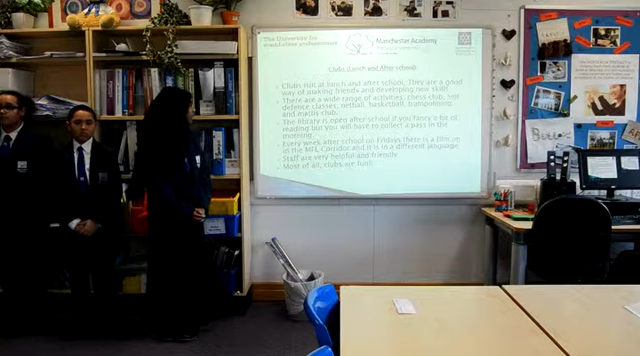 The University for
world-class professionals
Manchester Academy
Clubs (Lunch and After school)
- Clubs run at lunch and after school. They are a good
way of making friends and developing new skills
- There are a wide range of activities, chess club, self
defence classes, netball, basketball, trampolining
and maths club.
- The library is open after school if you fancy a bit of
reading but you will have to collect a pass in the
morning.
- Every week after school on Fridays there is a film on
in the MFL Corridor and it is in a different language
- Staff are very helpful and friendly
- Most of all, clubs are fun!!